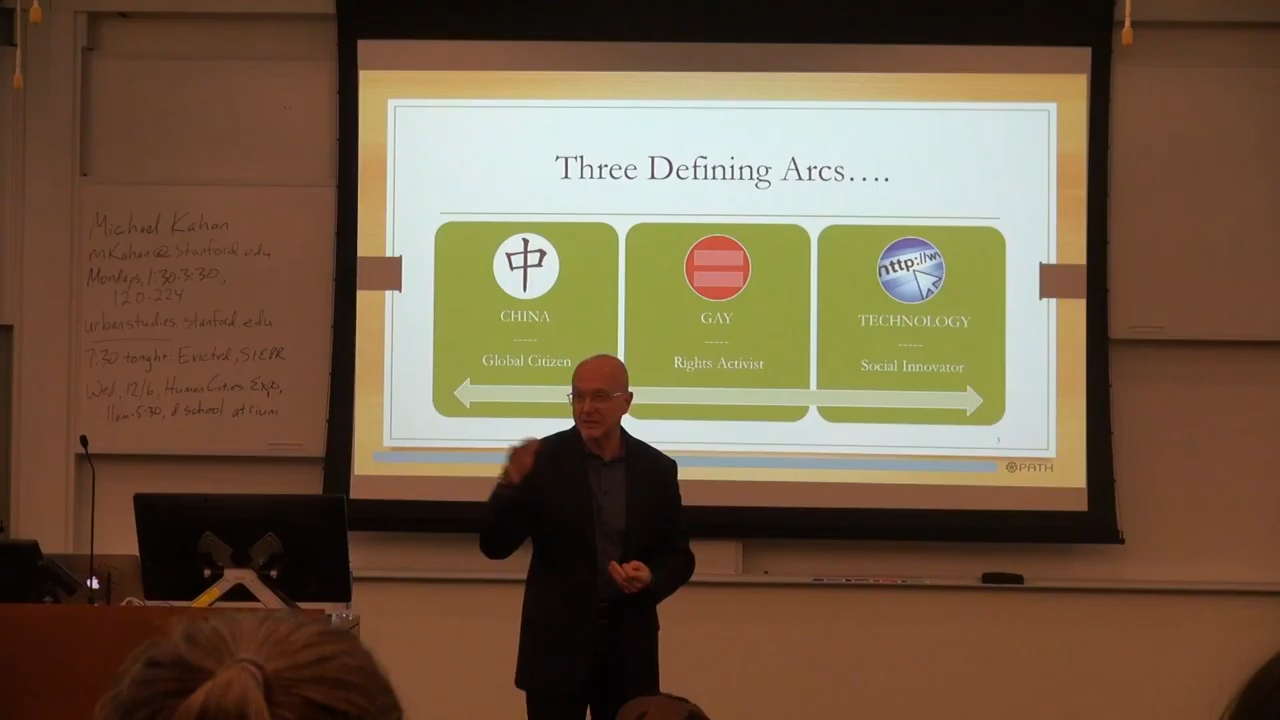 Michael Kahan
mkahan@stanford.edu
Mondays, 1:30-3:30,
120-224
urbanstudies.stanford.edu
7:30 tonight: Evicted, SIEPR
Wed, 12/6, Human Cities Expo,
11am-5:30, d school atrium
Three Defining Arcs….
中
CHINA
-----
Global Citizen
GAY
-----
Rights Activist
http://w
TECHNOLOGY
-----
Social Innovator
3
PATH